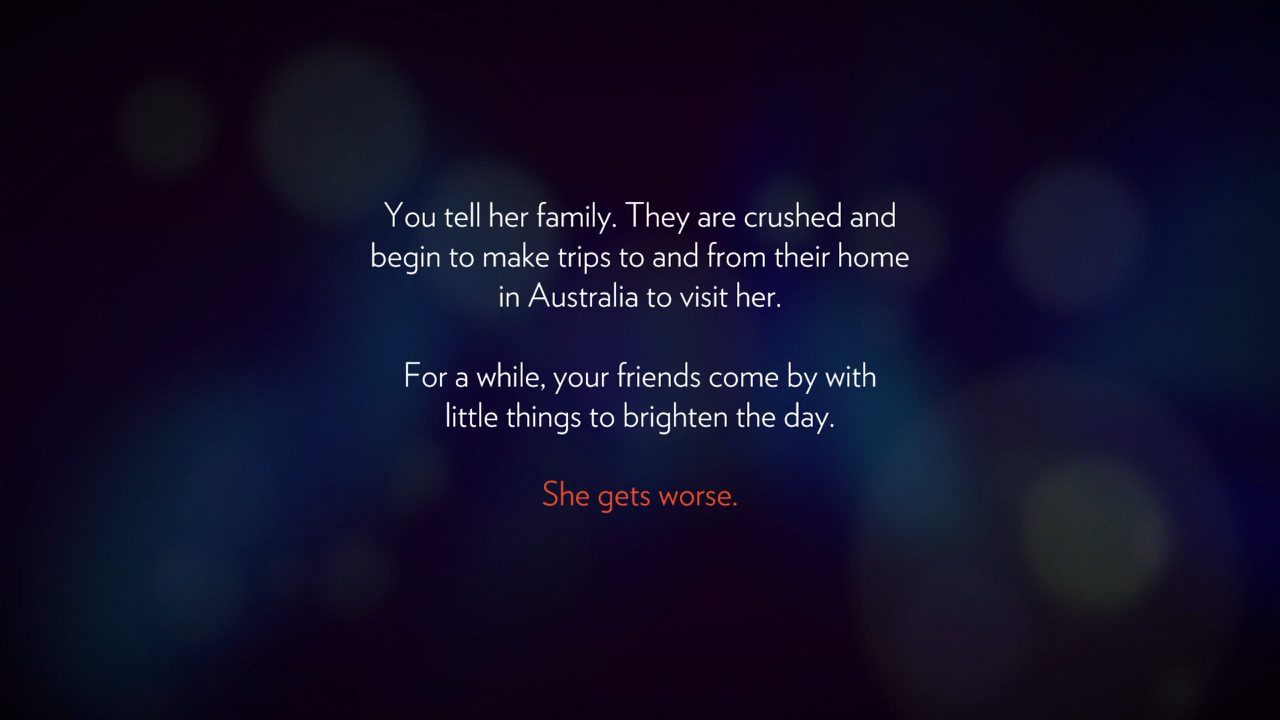 You tell her family. They are crushed and
begin to make trips to and from their home
in Australia to visit her.
For a while, your friends come by with
little things to brighten the day.
She gets worse.